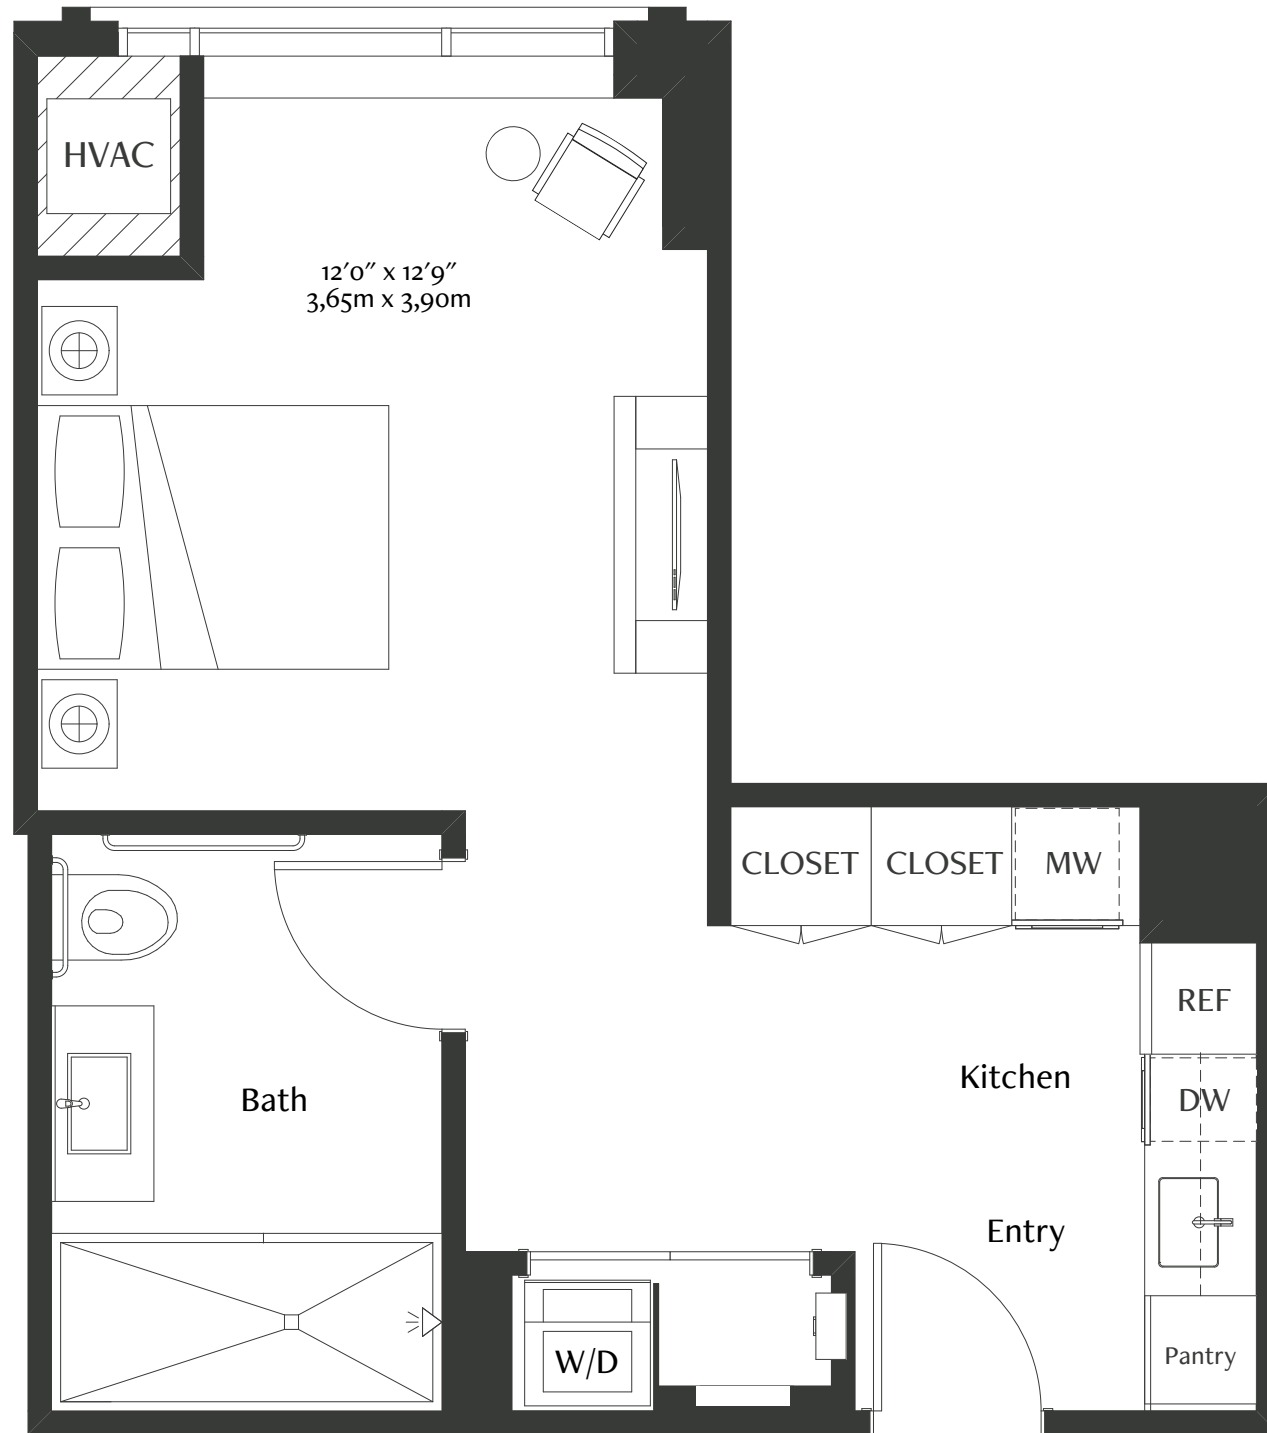 HVAC
12'0" x 12'9"
3,65m x 3,90m
CLOSET
CLOSET
MW
REF
Kitchen
DW
Bath
Entry
Pantry
W/D